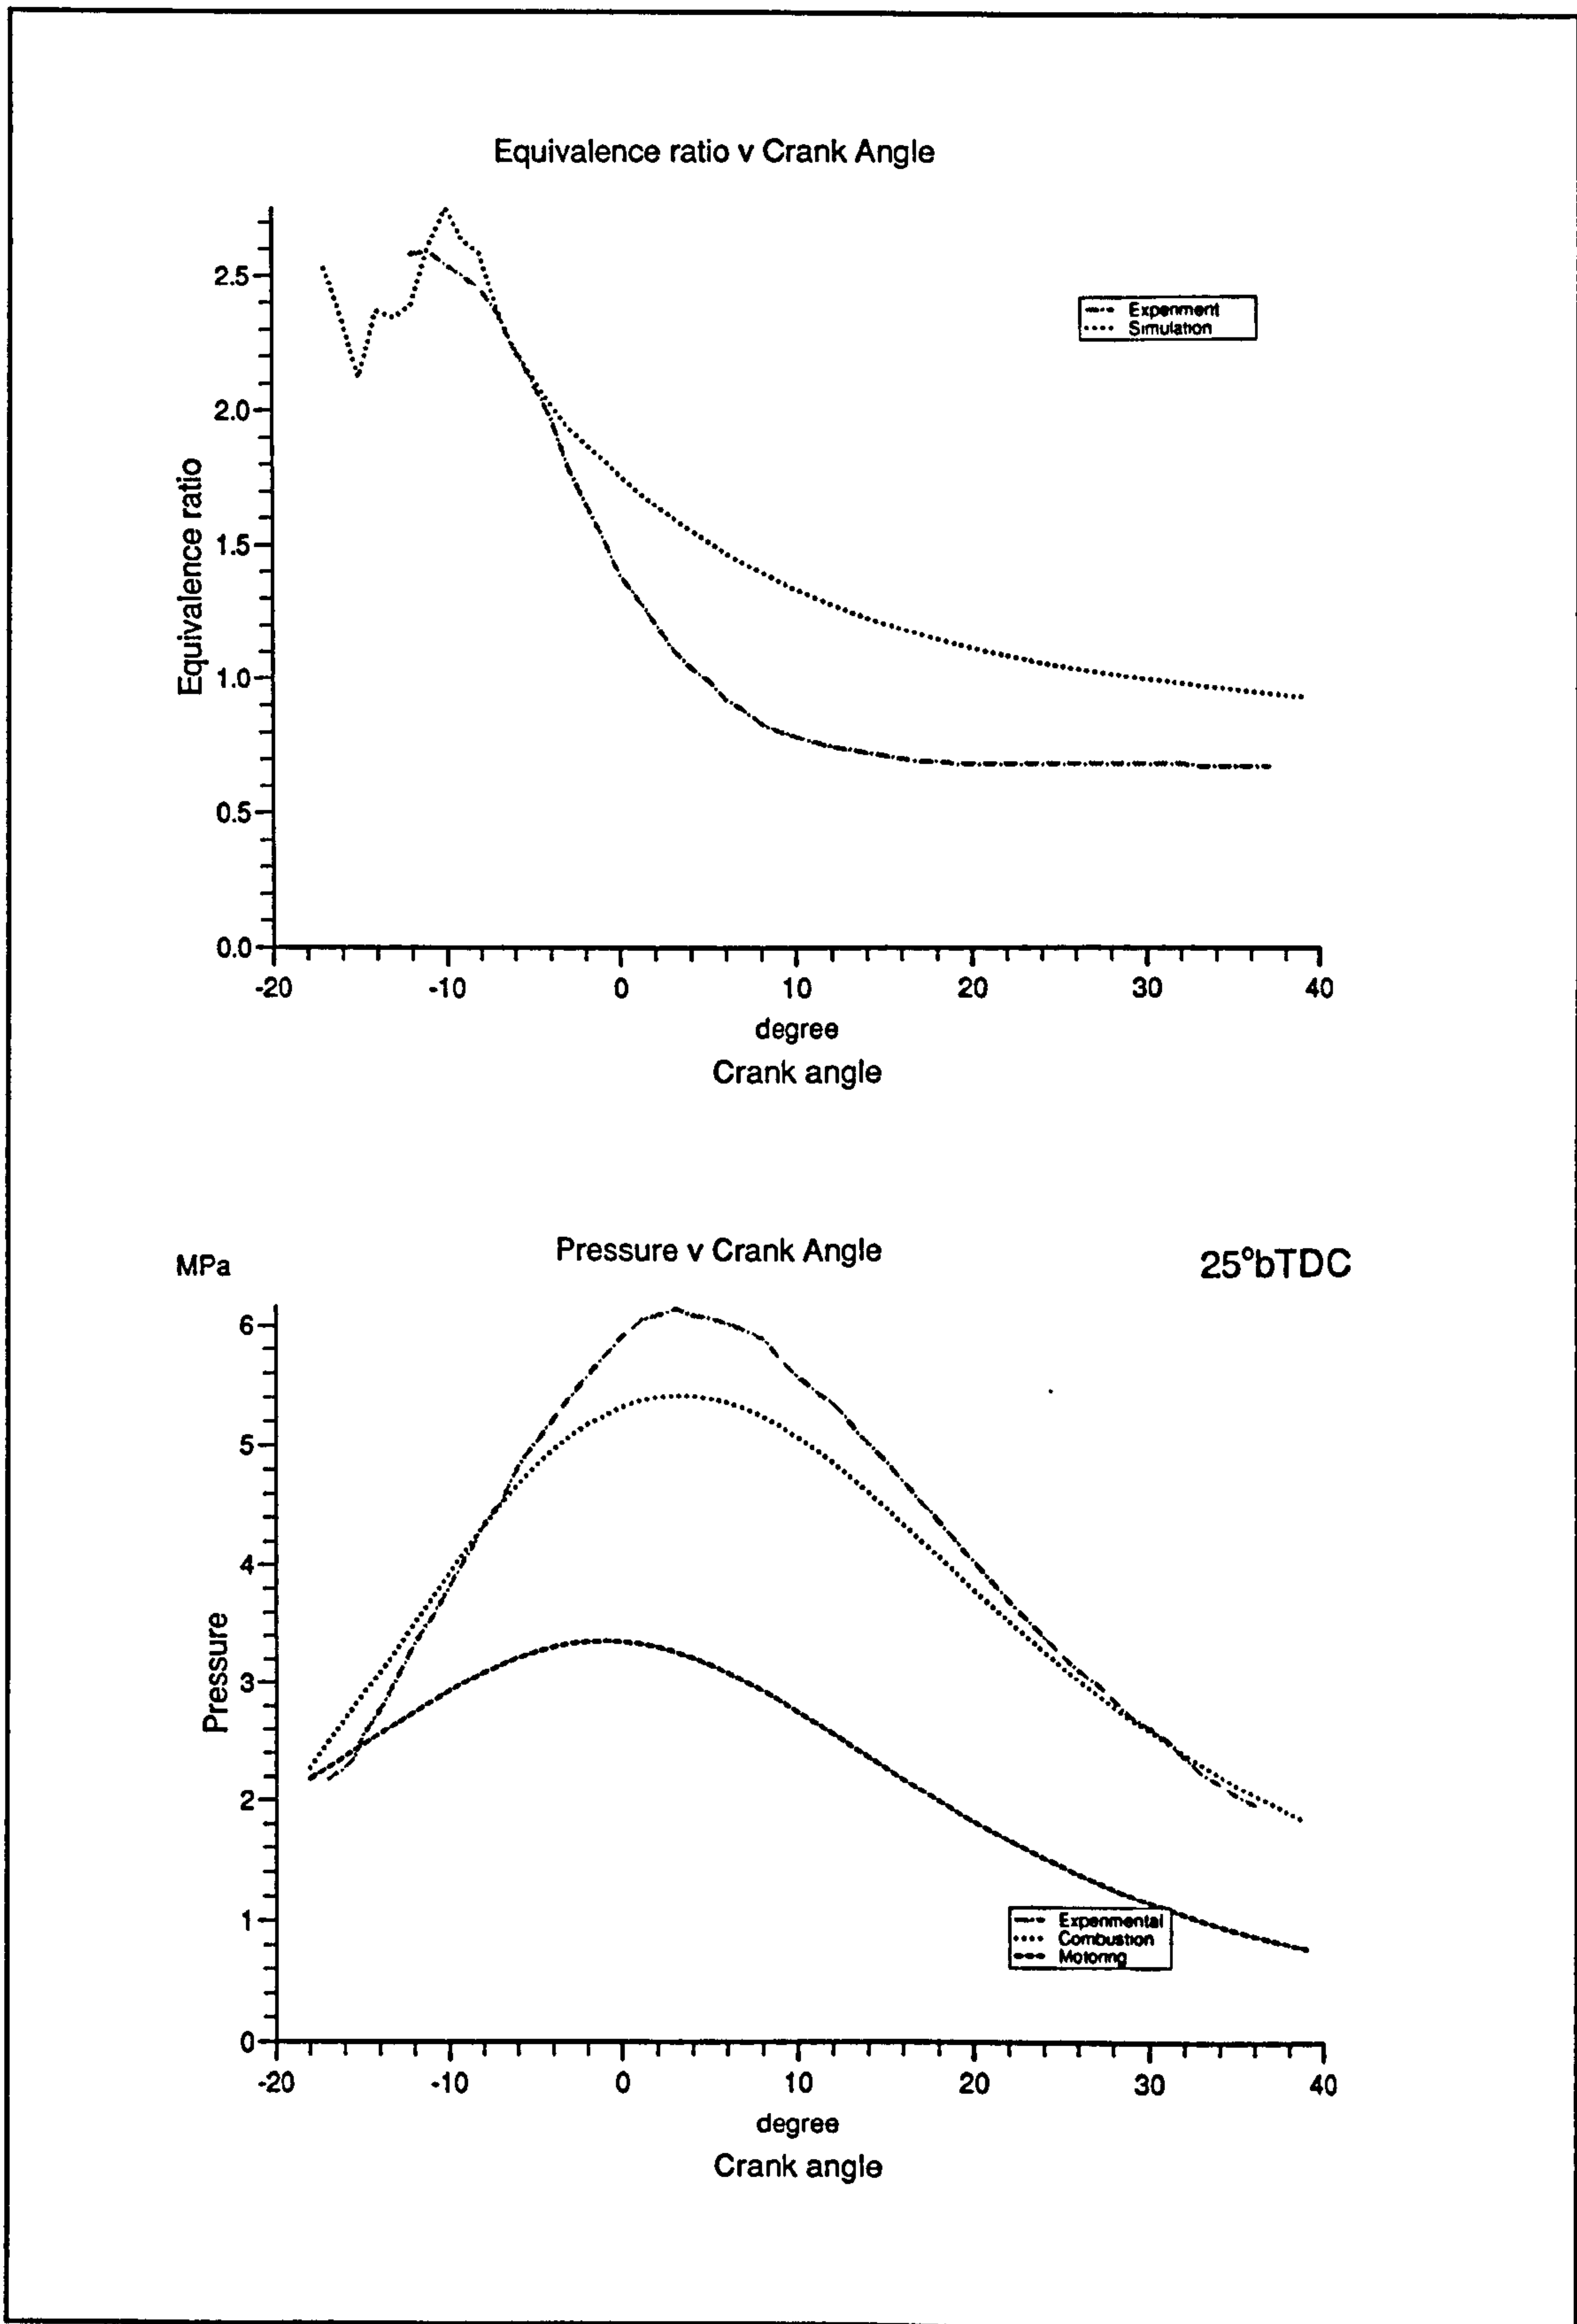 Equivalence ratio v Crank Angle
Equivalence ratio
2.5
2.0
1.5
1.0
0.5
0.0
Experiment
Simulation
-20 -10 0 10 20 30 40
degree
Crank angle
MPa
Pressure v Crank Angle
25°bTDC
Pressure
6
5
4
3
2
1
0
Experimental
Combustion
Motoring
-20 -10 0 10 20 30 40
degree
Crank angle